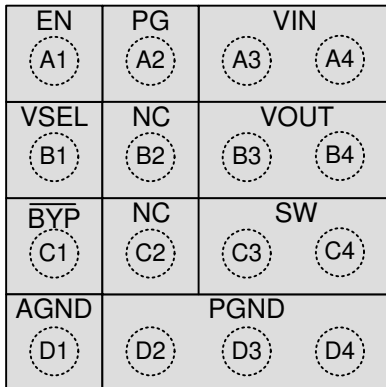 EN PG VIN
A1 A2 A3 A4
VSEL NC VOUT
B1 B2 B3 B4
BYP NC SW
C1 C2 C3 C4
AGND PGND
D1 D2 D3 D4